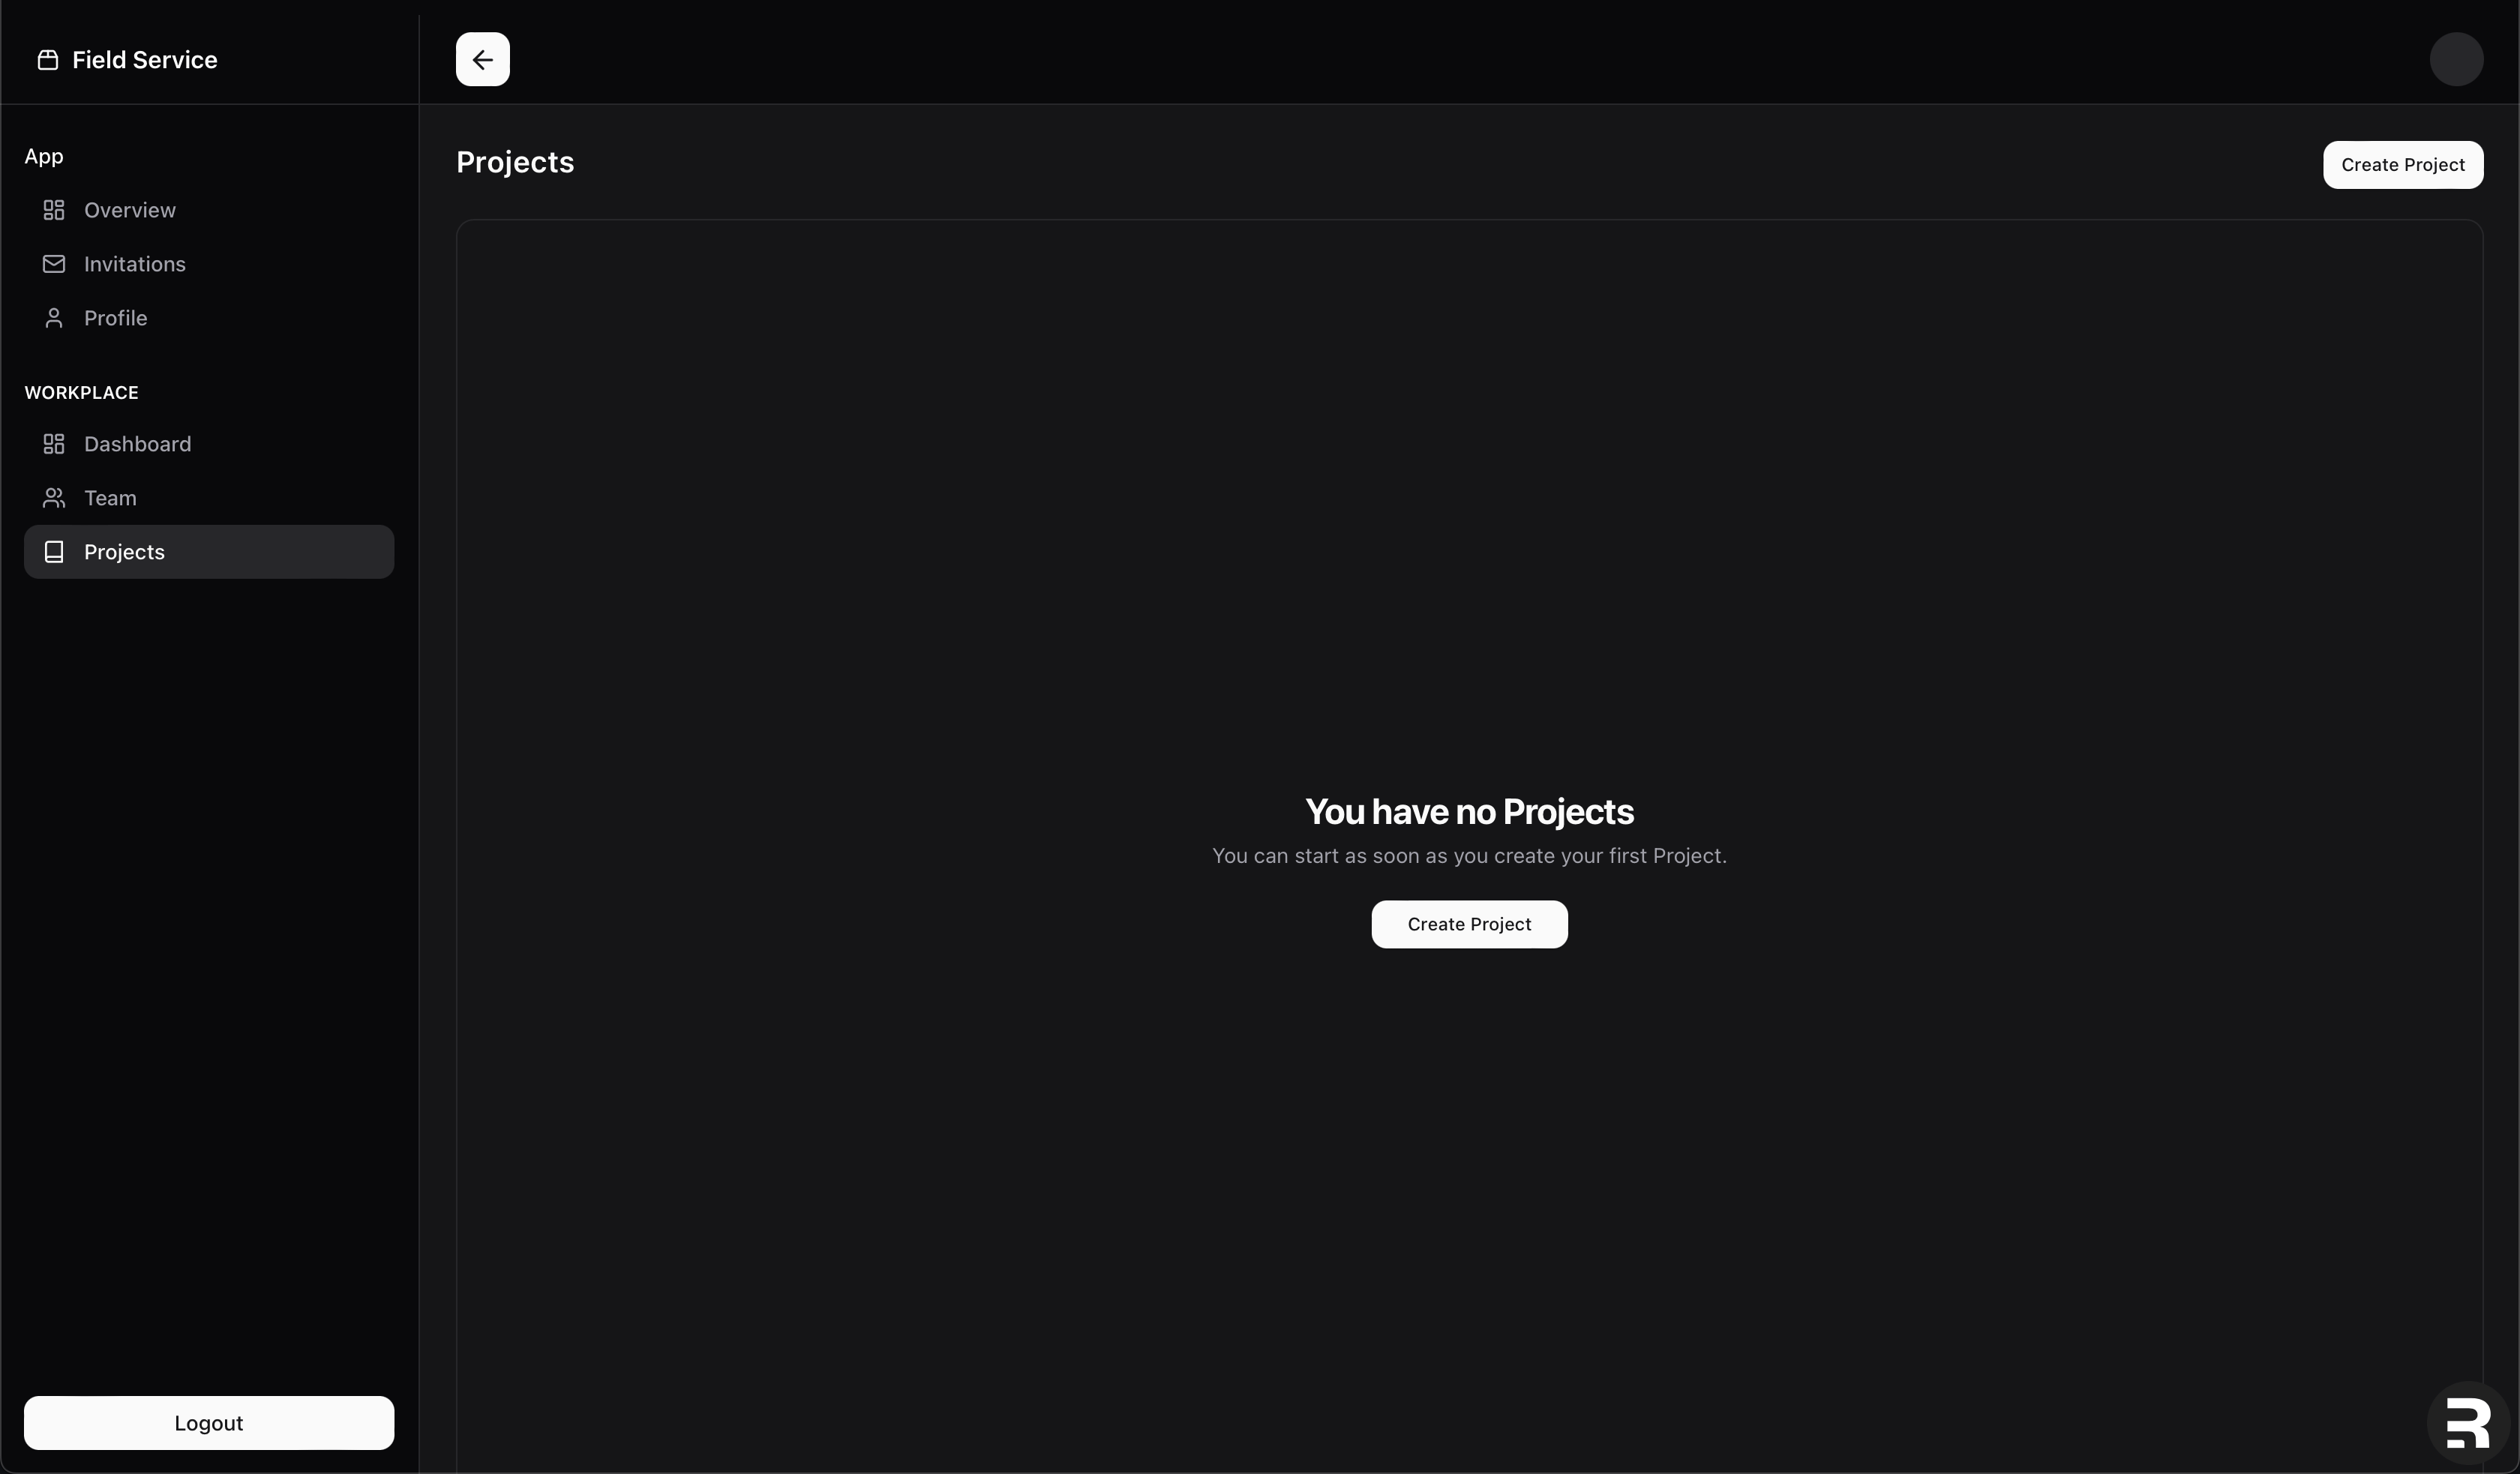 Field Service
App
Overview
Invitations
Profile
WORKPLACE
Dashboard
Team
Projects
Logout
Projects
Create Project
You have no Projects
You can start as soon as you create your first Project.
Create Project